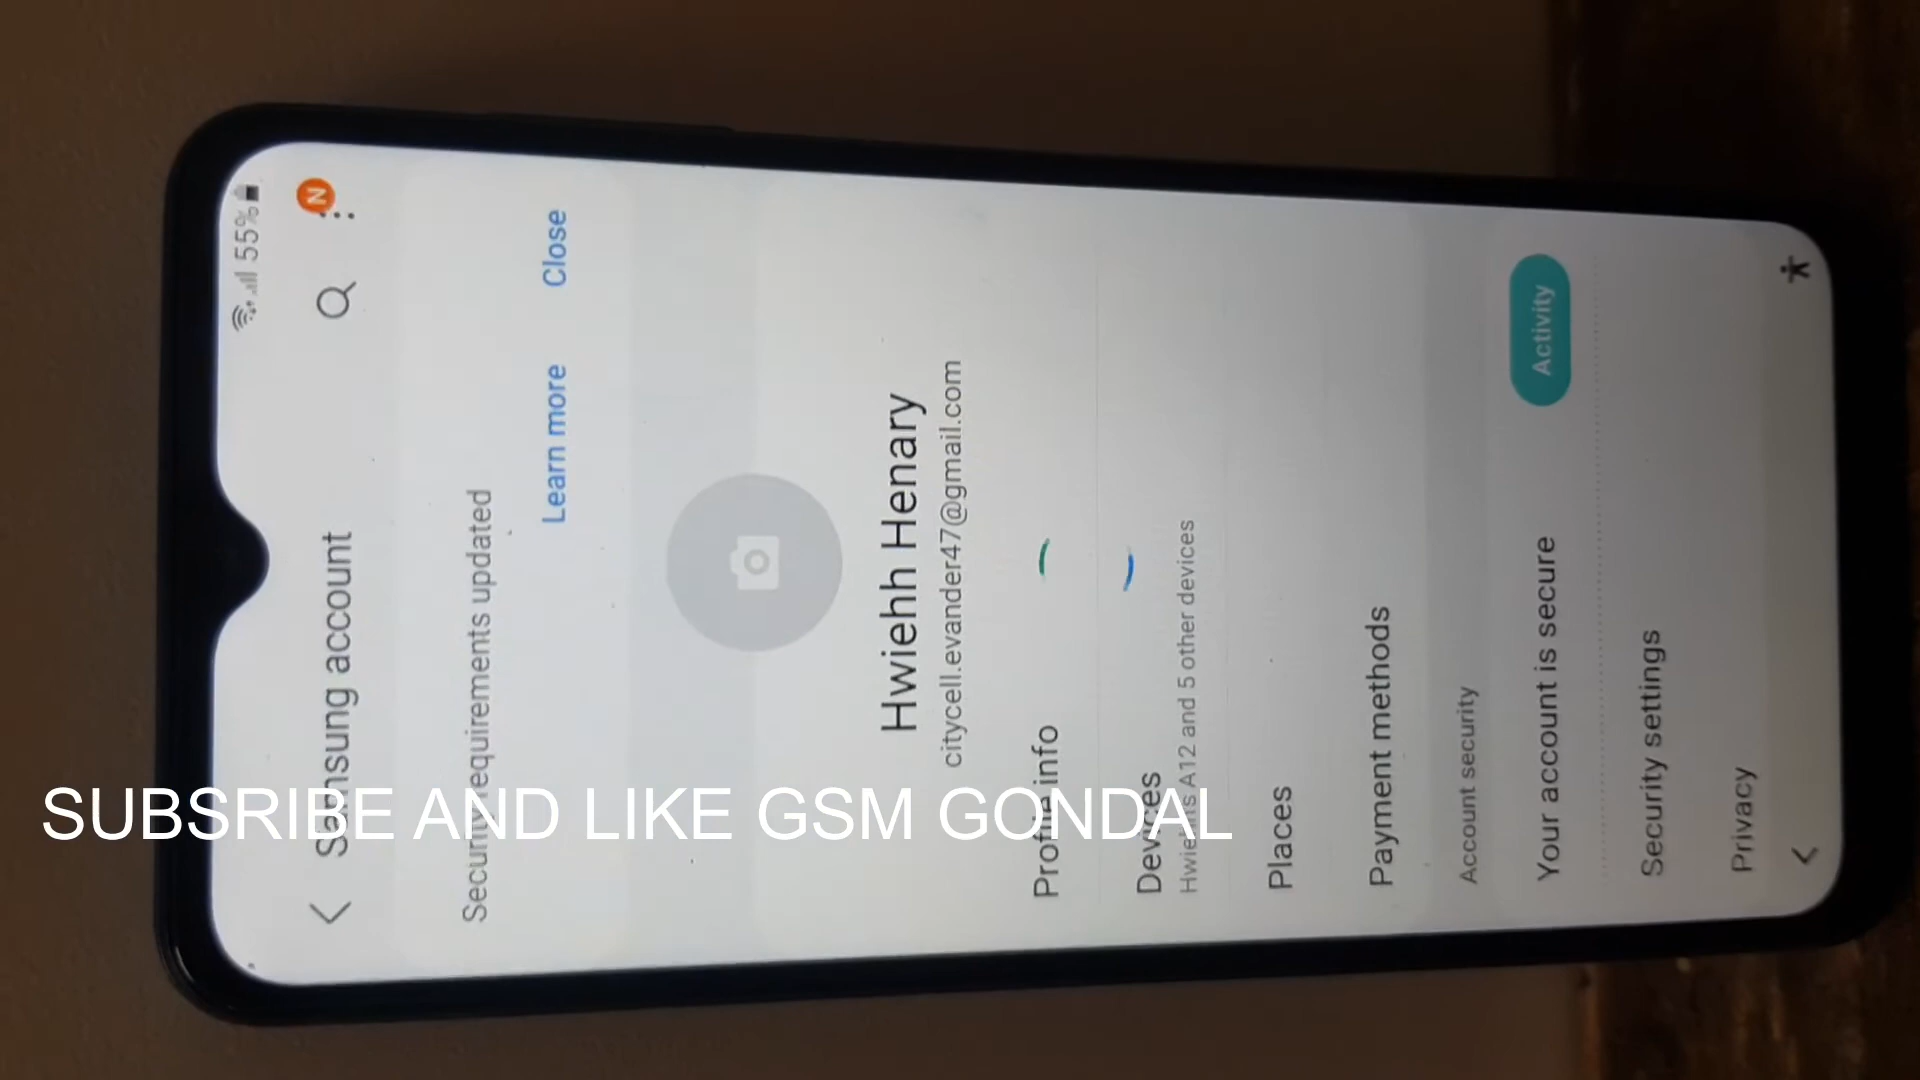 55%
N
Samsung account
Security requirements updated
Learn more
Close
Hwiehh Henary
citycell.evander47@gmail.com
Profile info
Devices
Hwiehh's A12 and 5 other devices
Places
Payment methods
Account security
Your account is secure
Activity
Security settings
Privacy
SUBSRIBE AND LIKE GSM GONDAL